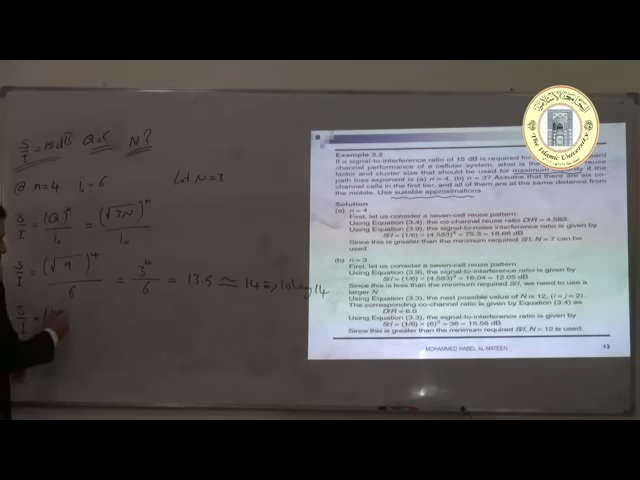 S/I = 15 dB Q & N?
@ n=4 i₀ = 6 Let N=3
S/I = (Q)ⁿ/i₀ = (√3N)ⁿ/i₀
S/I = (√9)⁴/6 = 3⁴/6 = 13.5 ≃ 14 ⇒ 10 log 14
S/I =
الجامعة الإسلامية
The Islamic University
Example 3.2
If a signal-to-interference ratio of 15 dB is required for
performance of a cellular system, what is the reuse
factor and cluster size that should be used for maximum if the
path loss exponent is (a) n = 4, (b) n = 3? Assume that there are co-
channel cells in the first tier, and all of them are at the same distance from
the mobile. Use suitable approximations.
Solution
(a) n = 4
First, let us consider a seven-cell reuse pattern.
Using Equation (3.4), the co-channel reuse ratio D/R = 4.583.
Using Equation (3.9), the signal-to-noise interference ratio is given by
S/I = (1/6) × (4.583)⁴ = 75.3 = 18.66 dB
Since this is greater than the minimum required S/I, N = 7 can be
used.
(b) n = 3
First, let us consider a seven-cell reuse pattern.
Using Equation (3.9), the signal-to-interference ratio is given by
S/I = (1/6) × (4.583)³ = 16.04 = 12.05 dB
Since this is less than the minimum required S/I, we need to use a
larger N.
Using Equation (3.3), the next possible value of N is 12, (i = j = 2).
The corresponding co-channel ratio is given by Equation (3.4) as
D/R = 6.0
Using Equation (3.3), the signal-to-interference ratio is given by
S/I = (1/6) × (6)³ = 36 = 15.56 dB
Since this is greater than the minimum required S/I, N = 12 is used.
MOHAMMED HABEL AL-MATEEN 13